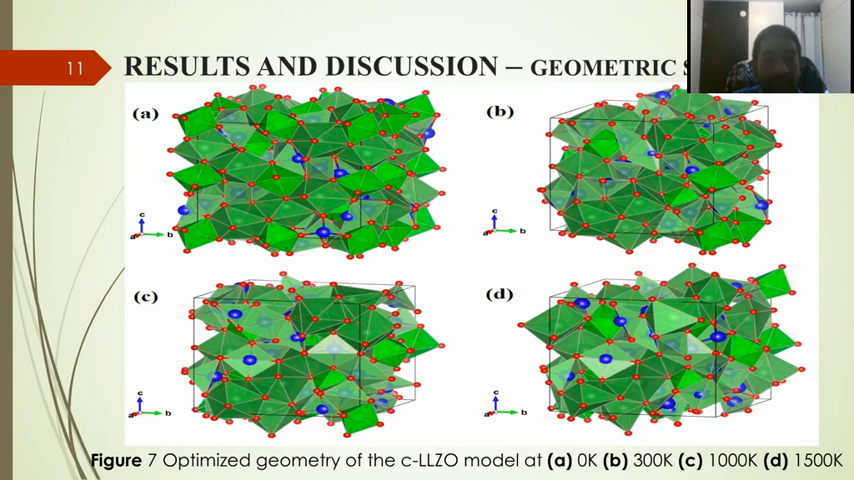 11
RESULTS AND DISCUSSION – GEOMETRIC
(a)
(b)
c
a b
c
a b
(c)
(d)
c
a b
c
a b
Figure 7 Optimized geometry of the c-LLZO model at (a) 0K (b) 300K (c) 1000K (d) 1500K